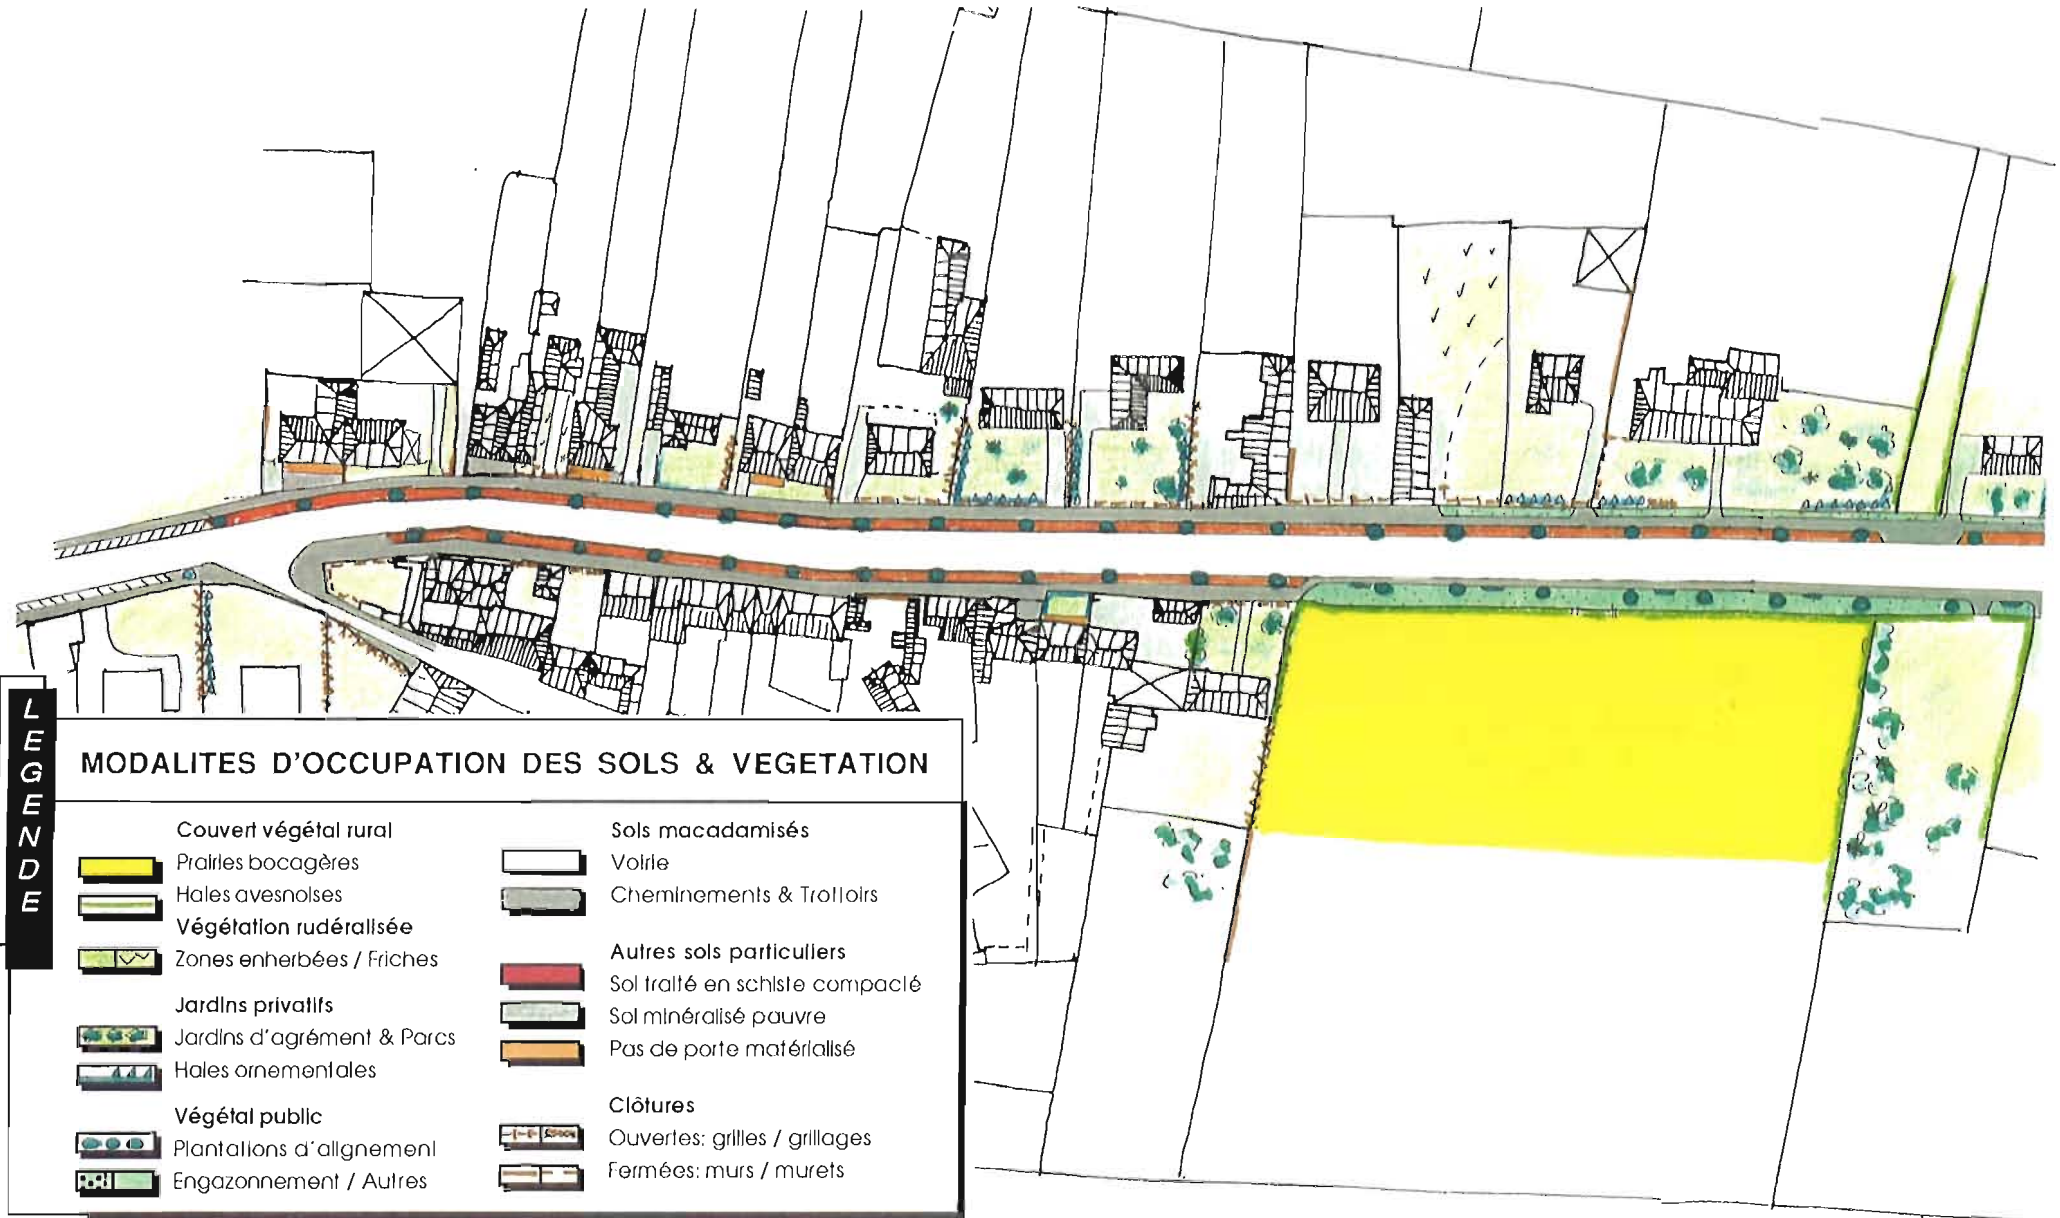 LEGENDE
MODALITES D'OCCUPATION DES SOLS & VEGETATION
Couvert végétal rural
Prairies bocagères
Haies avesnoises
Végétation rudéralisée
Zones enherbées / Friches
Jardins privatifs
Jardins d'agrément & Parcs
Haies ornementales
Végétal public
Plantations d'alignement
Engazonnement / Autres
Sols macadamisés
Voirie
Cheminements & Trottoirs
Autres sols particuliers
Sol traité en schiste compacté
Sol minéralisé pauvre
Pas de porte matérialisé
Clôtures
Ouvertes: grilles / grillages
Fermées: murs / murets